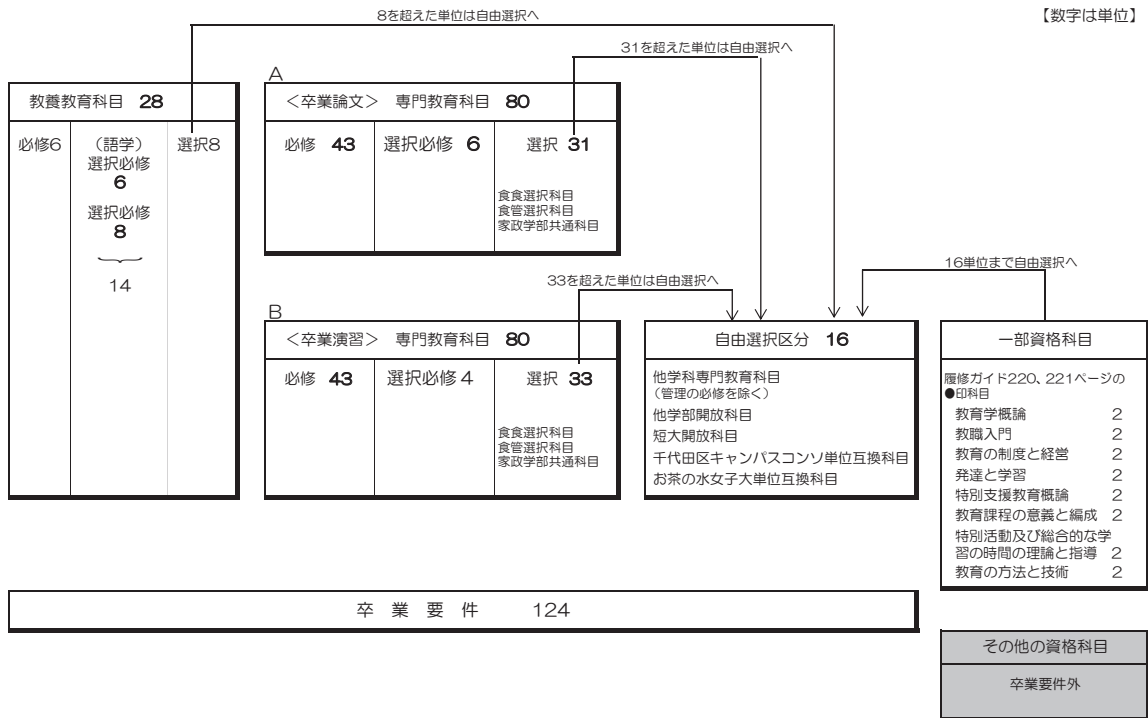 8を超えた単位は自由選択へ
【数字は単位】
31を超えた単位は自由選択へ
教養教育科目 28
必修6
（語学）
選択必修
6
選択必修
8
14
選択8
A
＜卒業論文＞ 専門教育科目 80
必修 43
選択必修 6
選択 31
食食選択科目
食管選択科目
家政学部共通科目
33を超えた単位は自由選択へ
16単位まで自由選択へ
B
＜卒業演習＞ 専門教育科目 80
必修 43
選択必修 4
選択 33
食食選択科目
食管選択科目
家政学部共通科目
自由選択区分 16
他学科専門教育科目
（管理の必修を除く）
他学部開放科目
短大開放科目
千代田区キャンパスコンソ単位互換科目
お茶の水女子大単位互換科目
一部資格科目
履修ガイド220、221ページの
●印科目
教育学概論 2
教職入門 2
教育の制度と経営 2
発達と学習 2
特別支援教育概論 2
教育課程の意義と編成 2
特別活動及び総合的な学
習の時間の理論と指導 2
教育の方法と技術 2
卒業要件 124
その他の資格科目
卒業要件外